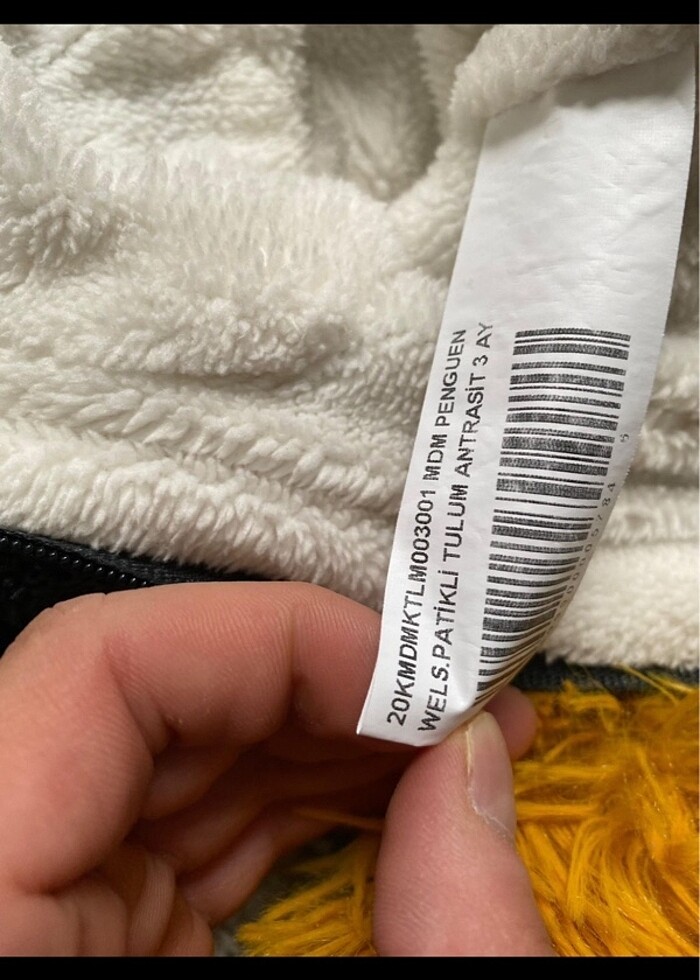 20KMDMKTLM003001 MDM PENGUEN
WELS.PATİKLİ TULUM ANTRASİT 3 AY